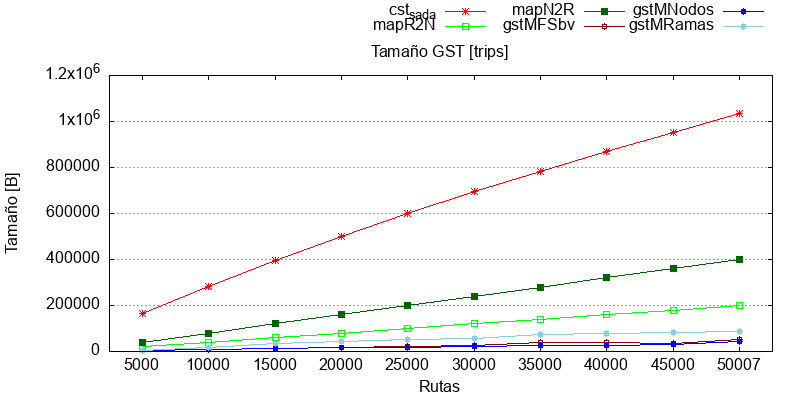 cst_sada mapN2R gstMNodos
mapR2N gstMFSbv gstMRamas
Tamaño GST [trips]
1.2x10^6
1x10^6
800000
600000
400000
200000
0
Tamaño [B]
5000 10000 15000 20000 25000 30000 35000 40000 45000 50007
Rutas